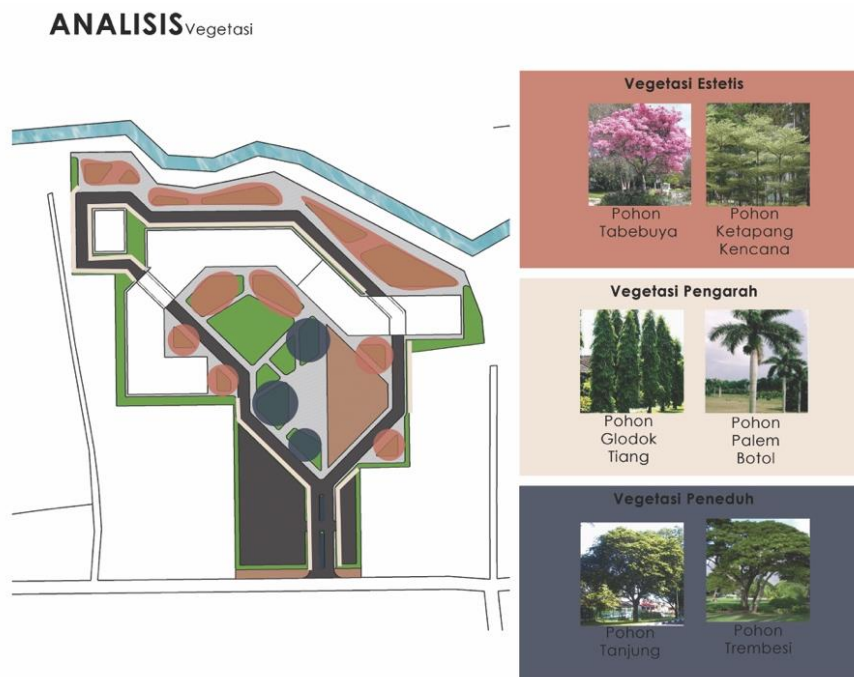 ANALISIS Vegetasi
Vegetasi Estetis
Pohon
Tabebuya
Pohon
Ketapang
Kencana
Vegetasi Pengarah
Pohon
Glodok
Tiang
Pohon
Palem
Botol
Vegetasi Peneduh
Pohon
Tanjung
Pohon
Trembesi